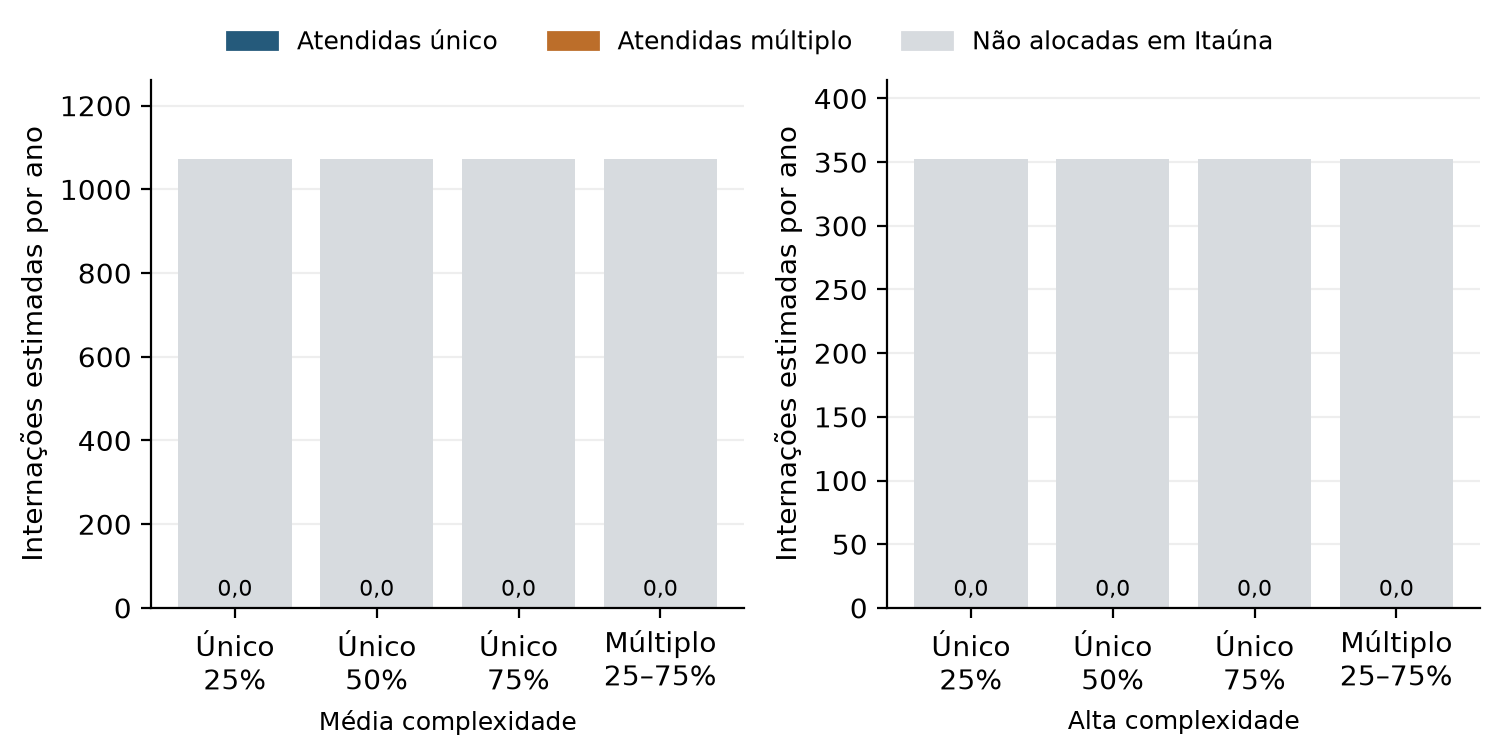 Atendidas único
Atendidas múltiplo
Não alocadas em Itaúna
Internações estimadas por ano
1200
1000
800
600
400
200
0
0,0
0,0
0,0
0,0
Único
25%
Único
50%
Único
75%
Múltiplo
25–75%
Média complexidade
Internações estimadas por ano
400
350
300
250
200
150
100
50
0
0,0
0,0
0,0
0,0
Único
25%
Único
50%
Único
75%
Múltiplo
25–75%
Alta complexidade